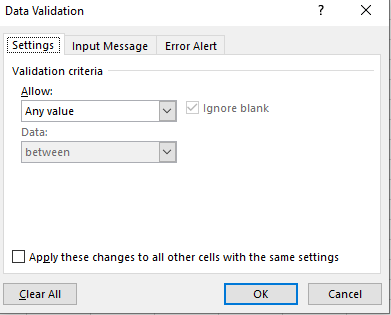 Data Validation ? ×
Settings Input Message Error Alert
Validation criteria
Allow:
Any value Ignore blank
Data:
between
Apply these changes to all other cells with the same settings
Clear All OK Cancel